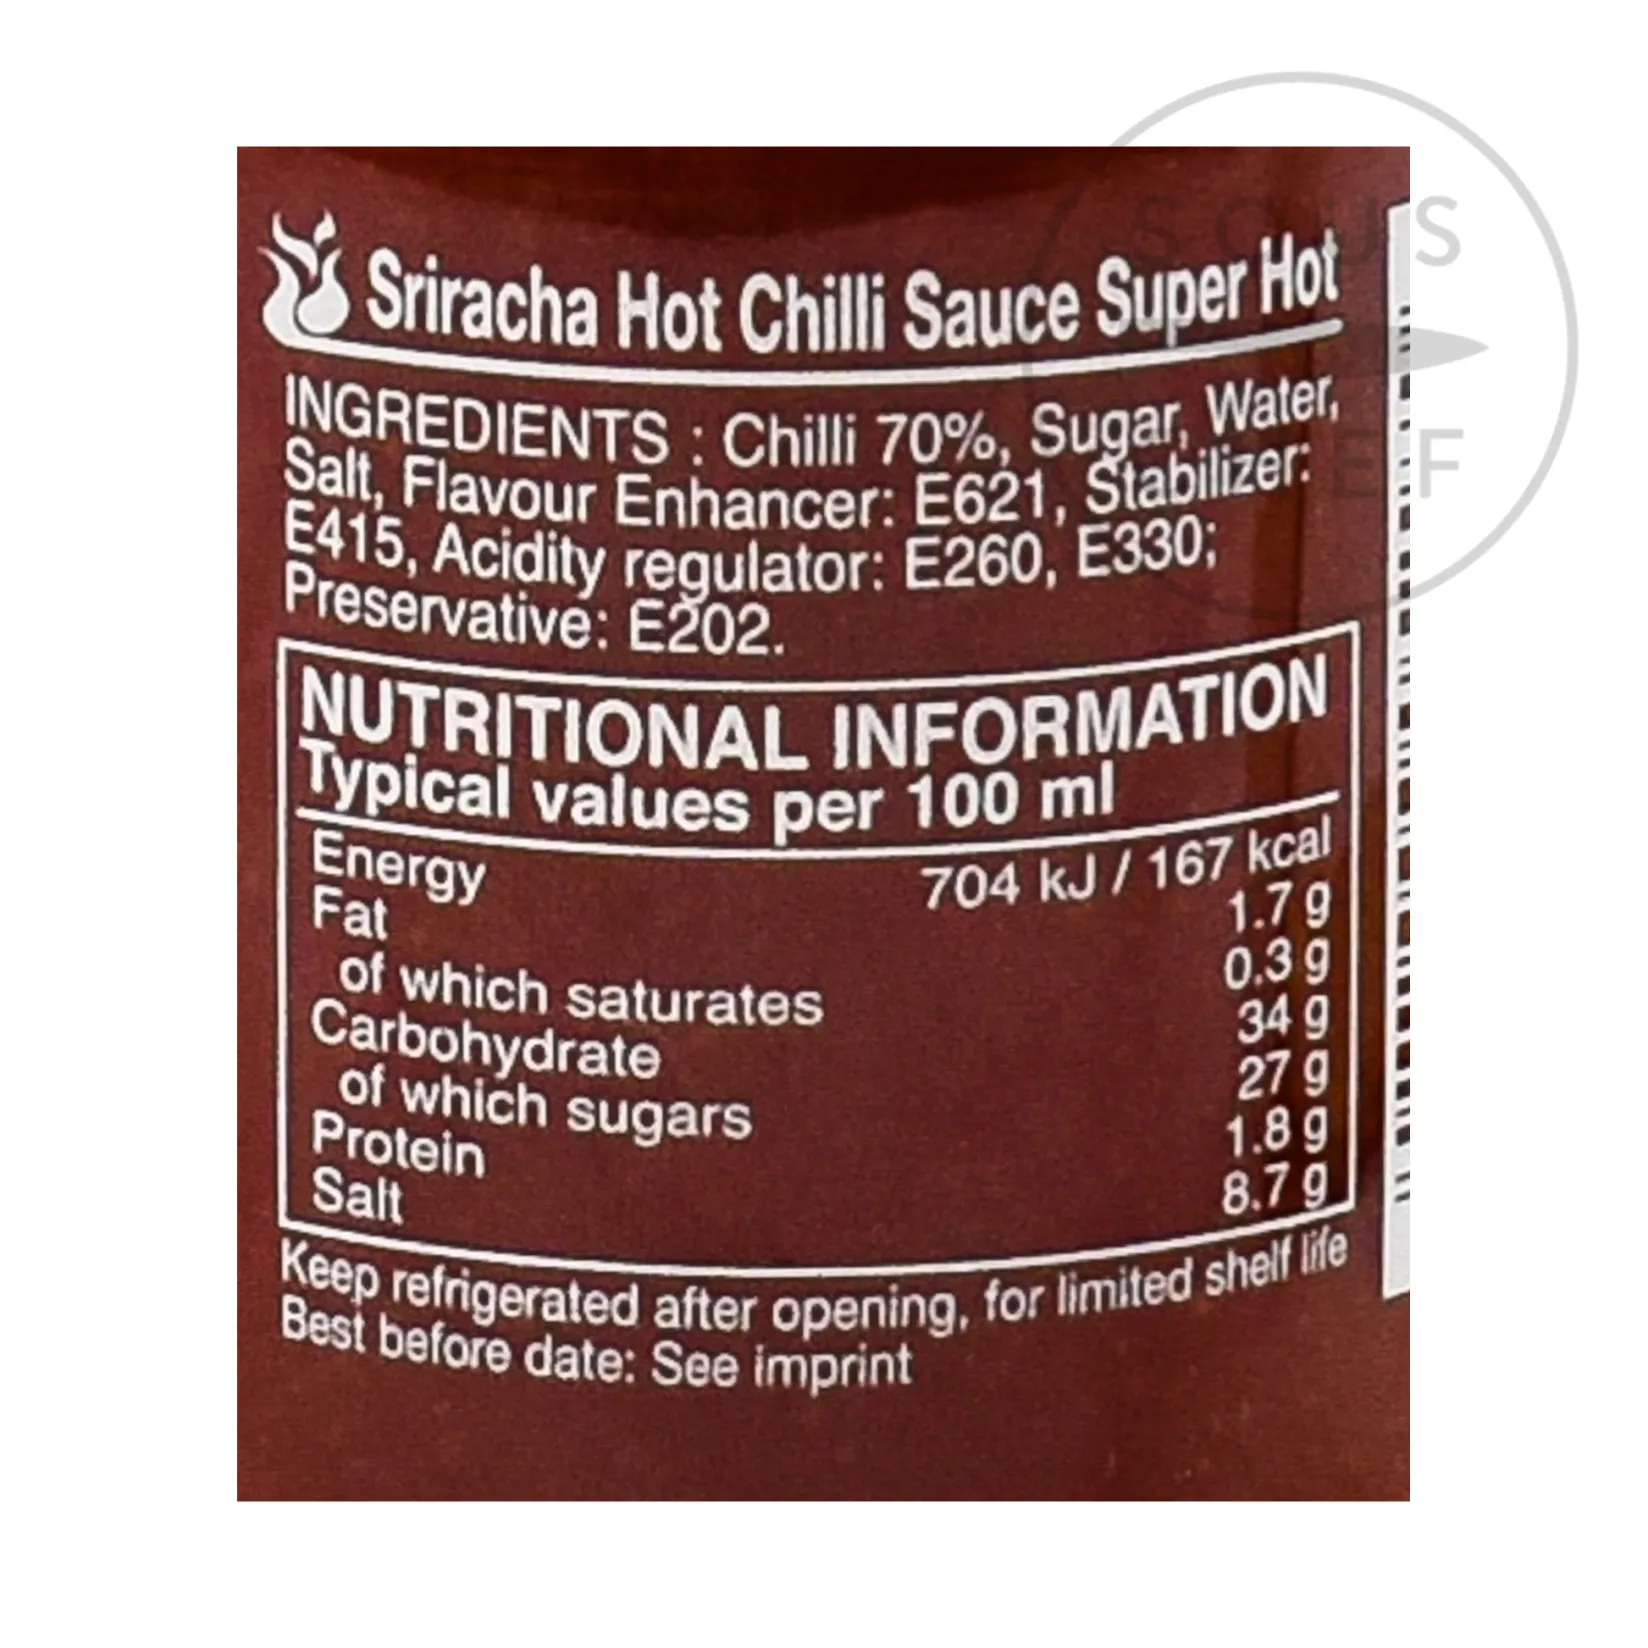 SOUS
Sriracha Hot Chilli Sauce Super Hot
INGREDIENTS : Chilli 70%, Sugar, Water,
Salt, Flavour Enhancer: E621, Stabilizer:
E415, Acidity regulator: E260, E330;
Preservative: E202.
NUTRITIONAL INFORMATION
Typical values per 100 ml
Energy 704 kJ / 167 kcal
Fat 1.7 g
of which saturates 0.3 g
Carbohydrate 34 g
of which sugars 27 g
Protein 1.8 g
Salt 8.7 g
Keep refrigerated after opening, for limited shelf life
Best before date: See imprint